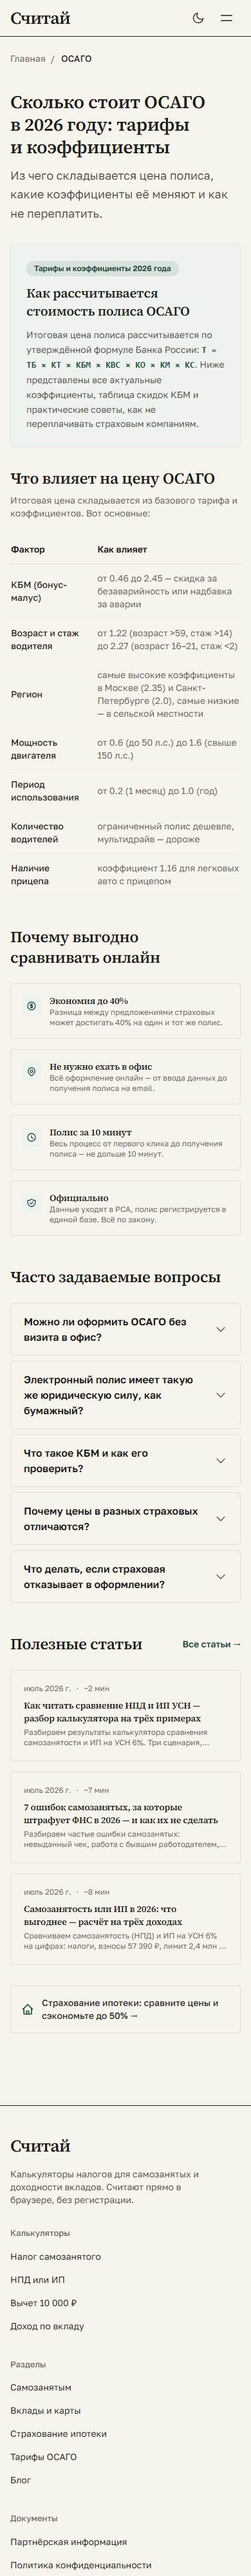 Считай
Главная / ОСАГО
Сколько стоит ОСАГО
в 2026 году: тарифы
и коэффициенты
Из чего складывается цена полиса,
какие коэффициенты её меняют и как
не переплатить.
Тарифы и коэффициенты 2026 года
Как рассчитывается
стоимость полиса ОСАГО
Итоговая цена полиса рассчитывается по
утверждённой формуле Банка России: Т =
ТБ × КТ × КБМ × КВС × КО × КМ × КС. Ниже
представлены все актуальные
коэффициенты, таблица скидок КБМ и
практические советы, как не
переплачивать страховым компаниям.
Что влияет на цену ОСАГО
Итоговая цена складывается из базового тарифа и
коэффициентов. Вот основные:
Фактор Как влияет
КБМ (бонус-
малус)
от 0.46 до 2.45 — скидка за
безаварийность или надбавка
за аварии
Возраст и стаж
водителя
от 1.22 (возраст >59, стаж >14)
до 2.27 (возраст 16–21, стаж <2)
Регион
самые высокие коэффициенты
в Москве (2.35) и Санкт-
Петербурге (2.0), самые низкие
— в сельской местности
Мощность
двигателя
от 0.6 (до 50 л.с.) до 1.6 (свыше
150 л.с.)
Период
использования
от 0.2 (1 месяц) до 1.0 (год)
Количество
водителей
ограниченный полис дешевле,
мультидрайв — дороже
Наличие
прицепа
коэффициент 1.16 для легковых
авто с прицепом
Почему выгодно
сравнивать онлайн
Экономия до 40%
Разница между предложениями страховых
может достигать 40% на один и тот же полис.
Не нужно ехать в офис
Всё оформление онлайн — от ввода данных до
получения полиса на email.
Полис за 10 минут
Весь процесс от первого клика до получения
полиса — не дольше 10 минут.
Официально
Данные уходят в РСА, полис регистрируется в
единой базе. Всё по закону.
Часто задаваемые вопросы
Можно ли оформить ОСАГО без
визита в офис?
Электронный полис имеет такую
же юридическую силу, как
бумажный?
Что такое КБМ и как его
проверить?
Почему цены в разных страховых
отличаются?
Что делать, если страховая
отказывает в оформлении?
Полезные статьи Все статьи →
июль 2026 г. · ~2 мин
Как читать сравнение НПД и ИП УСН —
разбор калькулятора на трёх примерах
Разбираем результаты калькулятора сравнения
самозанятости и ИП на УСН 6%. Три сценария,...
июль 2026 г. · ~7 мин
7 ошибок самозанятых, за которые
штрафует ФНС в 2026 — и как их не сделать
Разбираем частые ошибки самозанятых:
невыданный чек, работа с бывшим работодателем,...
июль 2026 г. · ~8 мин
Самозанятость или ИП в 2026: что
выгоднее — расчёт на трёх доходах
Сравниваем самозанятость (НПД) и ИП на УСН 6%
на цифрах: налоги, взносы 57 390 ₽, лимит 2,4 млн ...
Страхование ипотеки: сравните цены и
сэкономьте до 50% →
Считай
Калькуляторы налогов для самозанятых и
доходности вкладов. Считают прямо в
браузере, без регистрации.
Калькуляторы
Налог самозанятого
НПД или ИП
Вычет 10 000 ₽
Доход по вкладу
Разделы
Самозанятым
Вклады и карты
Страхование ипотеки
Тарифы ОСАГО
Блог
Документы
Партнёрская информация
Политика конфиденциальности